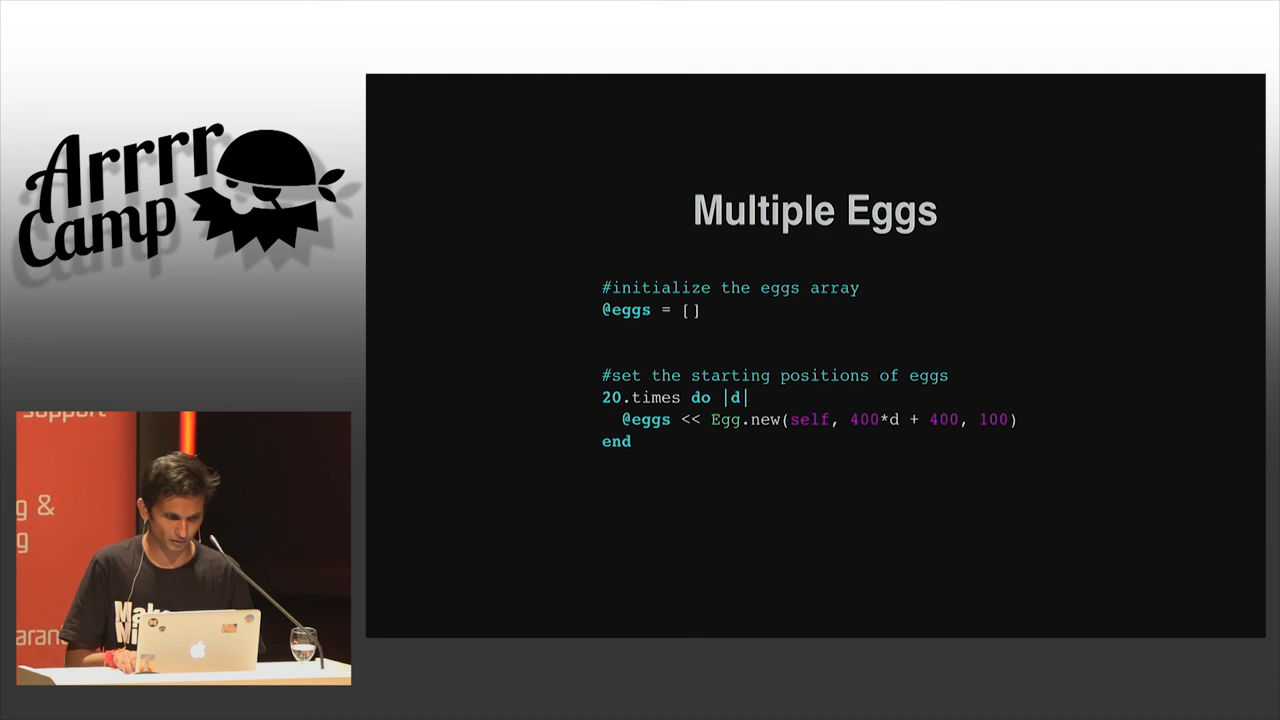 Arrrr
Camp
Multiple Eggs
#initialize the eggs array
@eggs = []
#set the starting positions of eggs
20.times do |d|
@eggs << Egg.new(self, 400*d + 400, 100)
end
support
g &
g